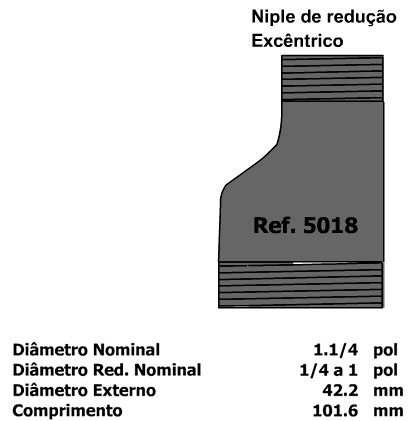 Niple de redução
Excêntrico
Ref. 5018
Diâmetro Nominal 1.1/4 pol
Diâmetro Red. Nominal 1/4 a 1 pol
Diâmetro Externo 42.2 mm
Comprimento 101.6 mm